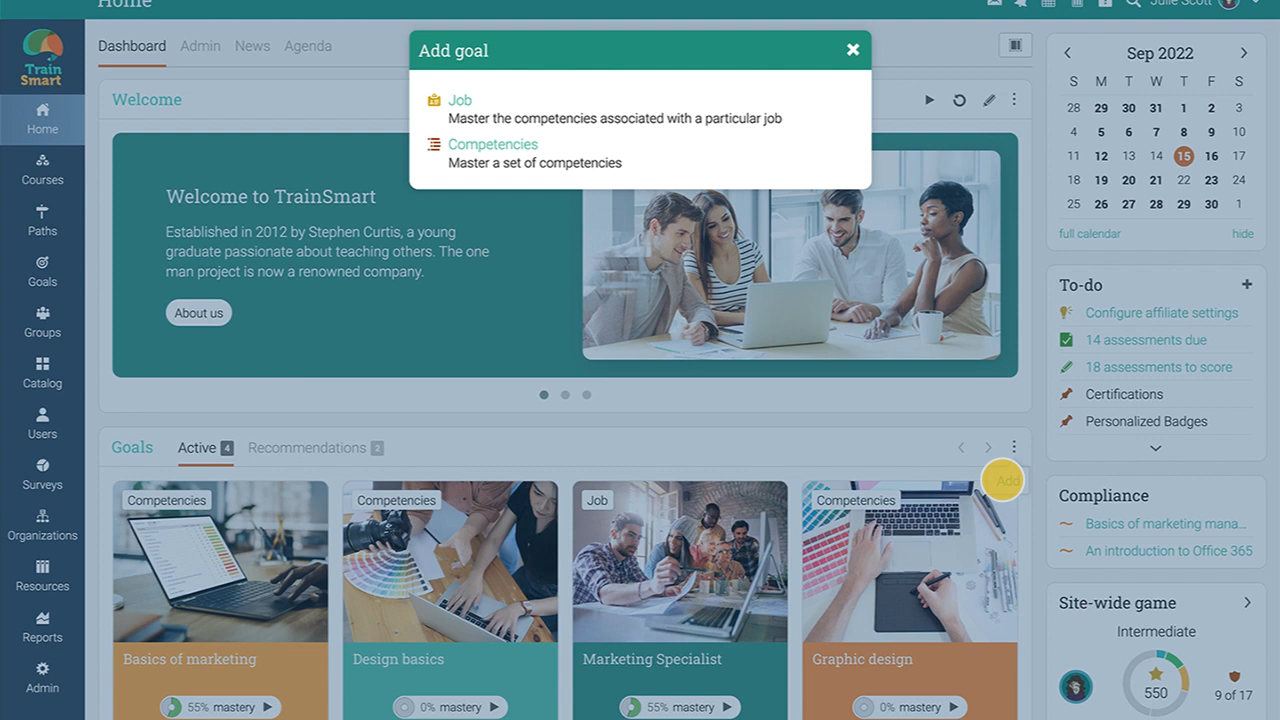 Home
Julie Scott
Train
Smart
Home
Courses
Paths
Goals
Groups
Catalog
Users
Surveys
Organizations
Resources
Reports
Admin
Dashboard Admin News Agenda
Add goal
Job
Master the competencies associated with a particular job
Competencies
Master a set of competencies
Welcome
Welcome to TrainSmart
Established in 2012 by Stephen Curtis, a young
graduate passionate about teaching others. The one
man project is now a renowned company.
About us
Goals Active 4 Recommendations 2
Add
Competencies
Basics of marketing
55% mastery
Competencies
Design basics
0% mastery
Job
Marketing Specialist
55% mastery
Competencies
Graphic design
0% mastery
Sep 2022
S M T W T F S
28 29 30 31 1 2 3
4 5 6 7 8 9 10
11 12 13 14 15 16 17
18 19 20 21 22 23 24
25 26 27 28 29 30 1
full calendar hide
To-do
Configure affiliate settings
14 assessments due
18 assessments to score
Certifications
Personalized Badges
Compliance
Basics of marketing mana...
An introduction to Office 365
Site-wide game
Intermediate
550
9 of 17